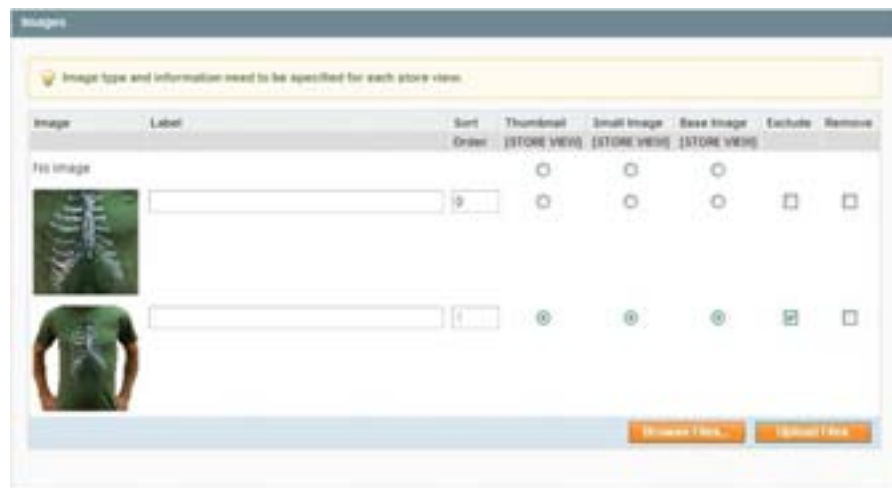 Images
Image type and information need to be specified for each store view.
Image Label Sort Order Thumbnail [STORE VIEW] Small Image [STORE VIEW] Base Image [STORE VIEW] Exclude Remove
No image
0
Browse Files... Upload Files